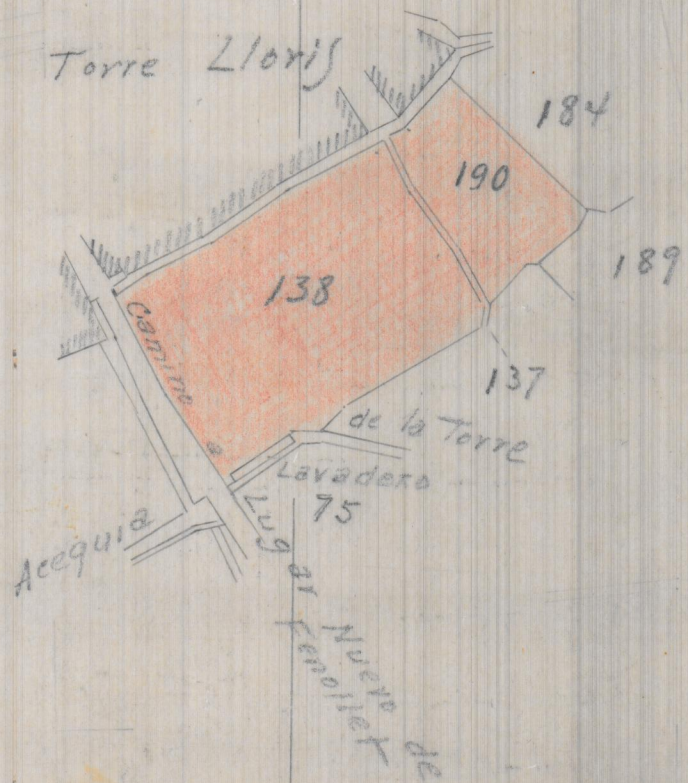 Torre Lloris
184
190
189
138
137
Camino a Lugar Nuevo de
Fenollet
de la Torre
Lavadero
75
Acequia